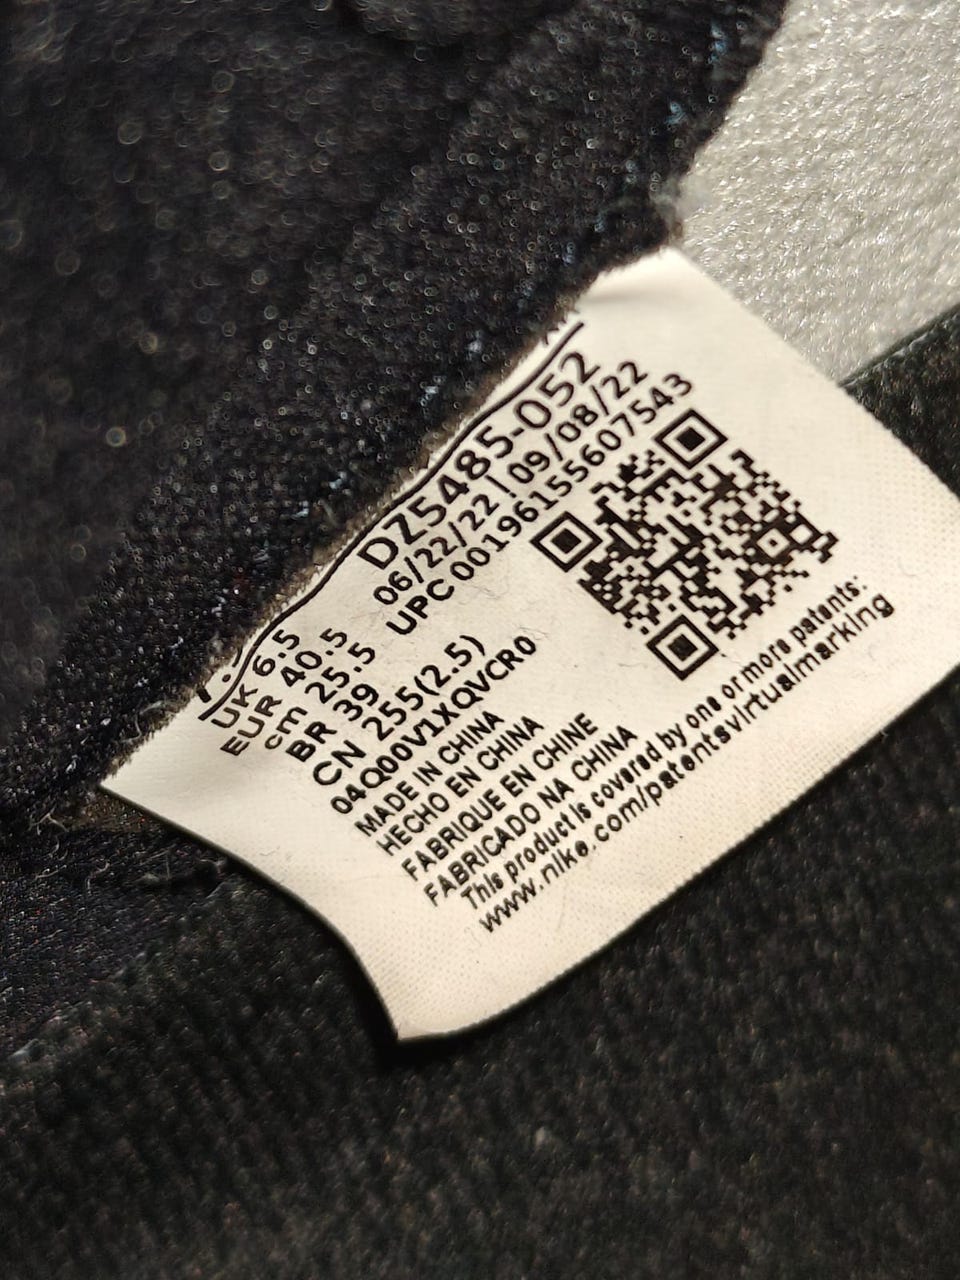 UK 6.5
EUR 40.5
cm 25.5
BR 39
CN 255(2.5)
DZ5485-052
06/22/22 | 09/08/22
UPC 00196155607543
04Q00V1XQVCR0
MADE IN CHINA
HECHO EN CHINA
FABRIQUE EN CHINE
FABRICADO NA CHINA
This product is covered by one or more patents:
www.nike.com/patentsvirtualmarking